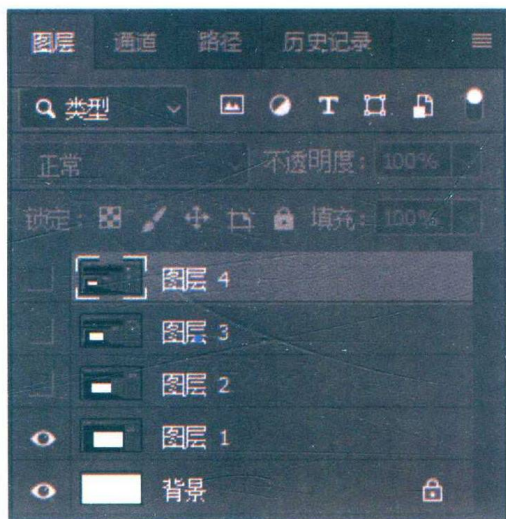 图层 通道 路径 历史记录
类型 T
正常 不透明度: 100%
锁定: 填充: 100%
图层 4
图层 3
图层 2
图层 1
背景